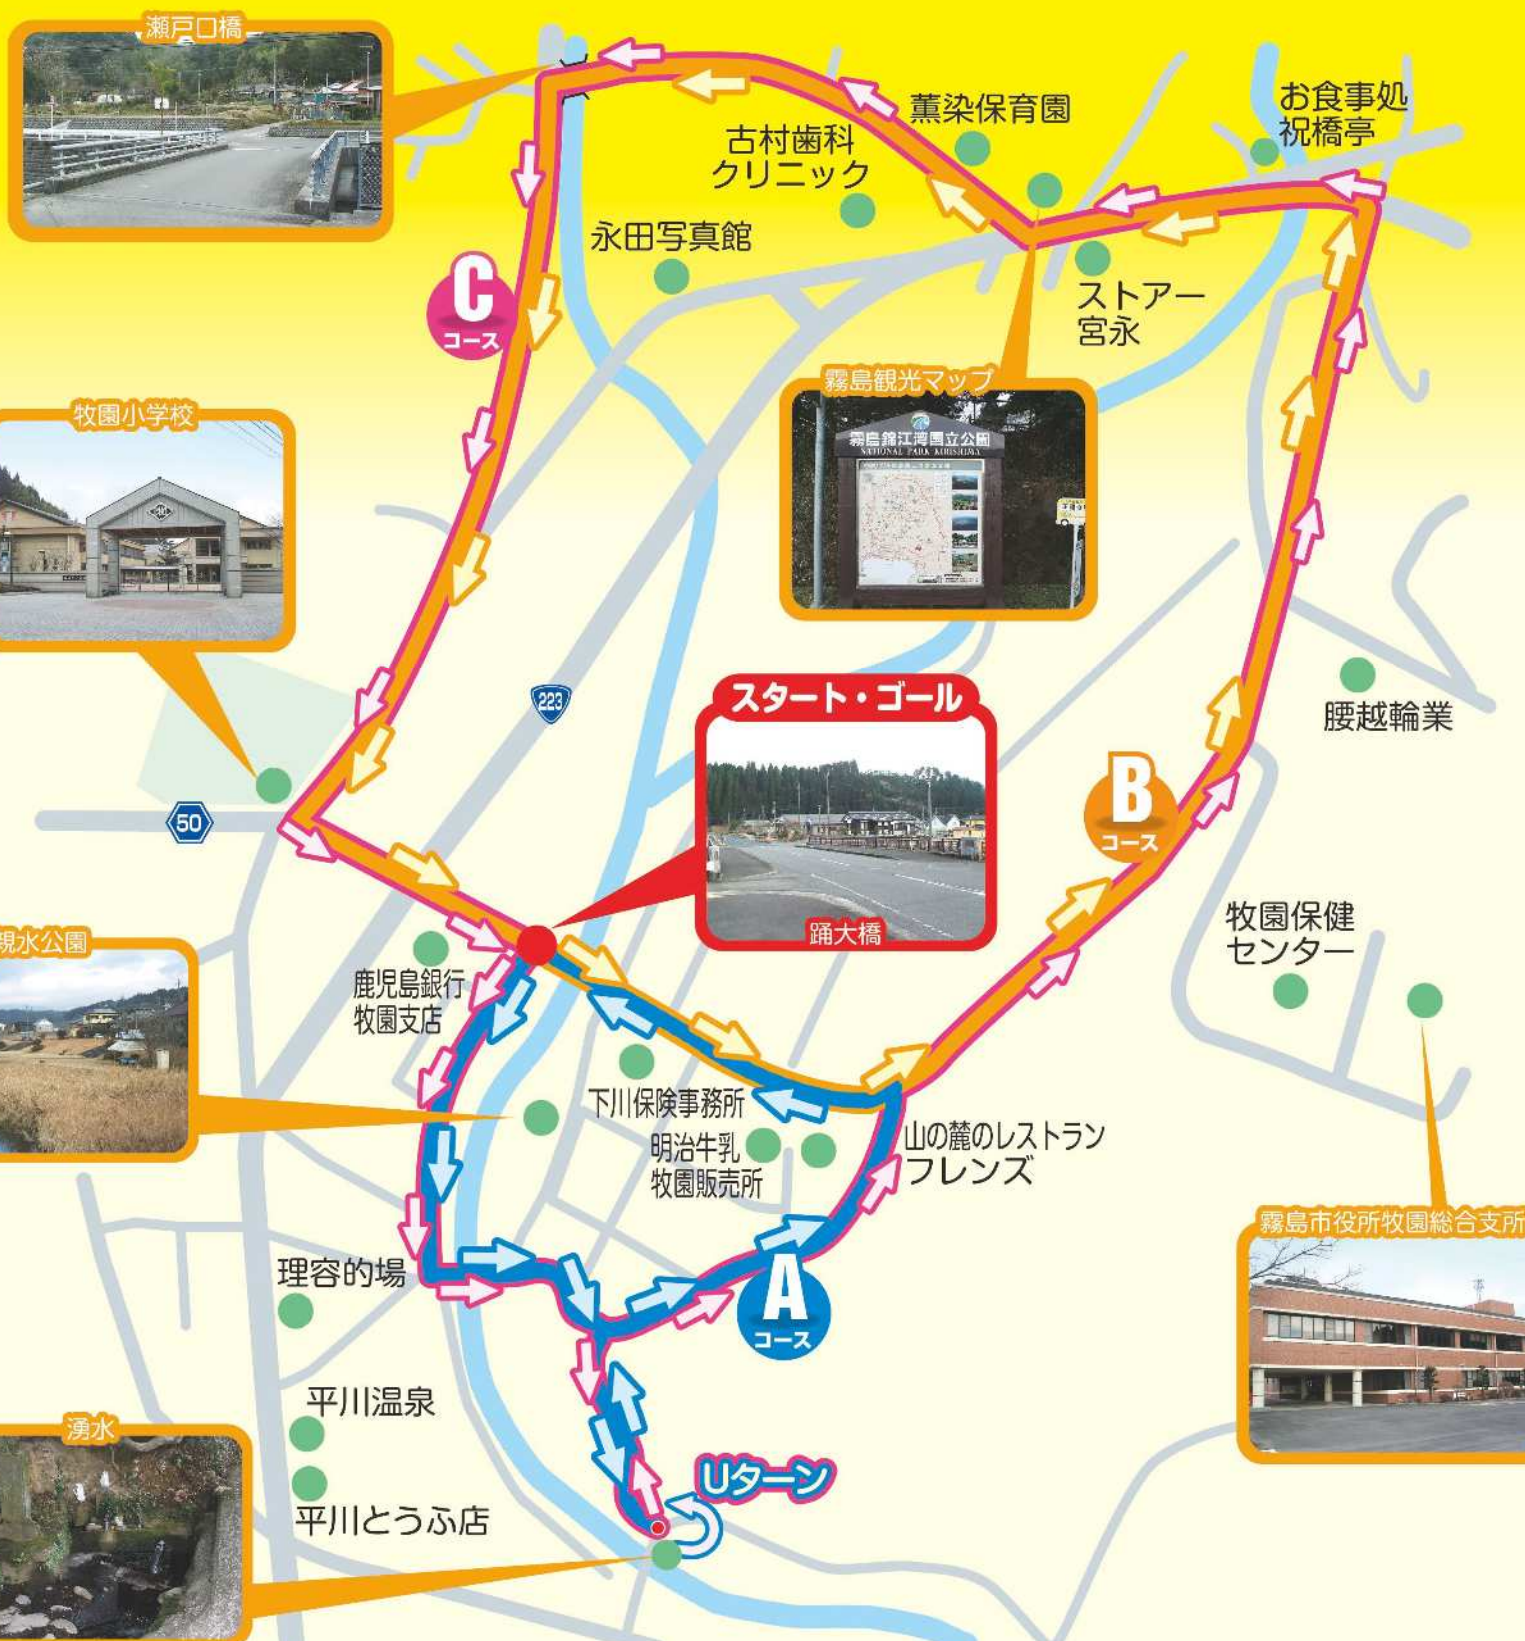 瀬戸口橋
お食事処
祝橋亭
薫染保育園
古村歯科
クリニック
永田写真館
C
コース
ストアー
宮永
霧島観光マップ
霧島錦江湾国立公園
NATIONAL PARK KIRISHIMA
牧園小学校
スタート・ゴール
223
腰越輪業
50
B
コース
踊大橋
牧園保健
センター
親水公園
鹿児島銀行
牧園支店
下川保険事務所
明治牛乳
牧園販売所
山の麓のレストラン
フレンズ
霧島市役所牧園総合支所
理容的場
A
コース
平川温泉
湧水
Uターン
平川とうふ店